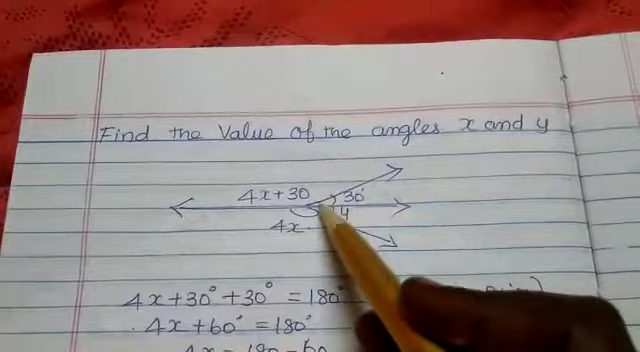 Find the Value of the angles x and y
4x+30 30°
4x y
4x+30°+30° = 180°
4x+60° = 180°